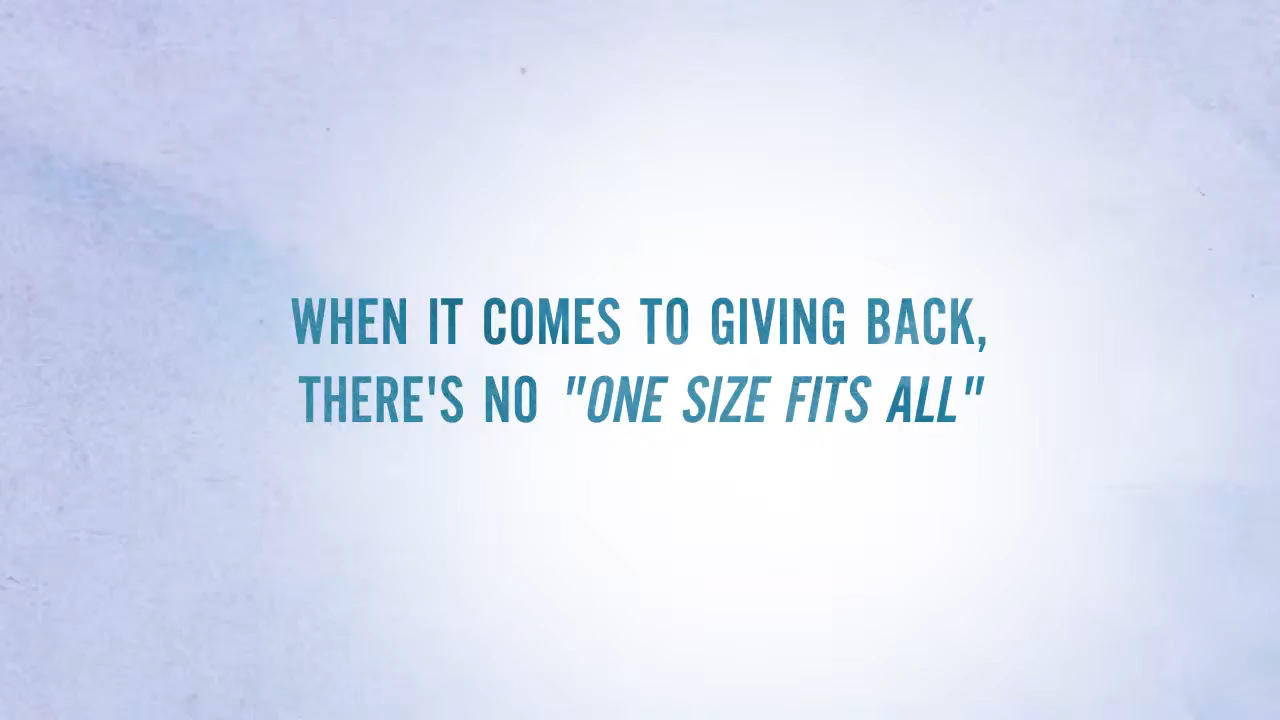 WHEN IT COMES TO GIVING BACK,
THERE'S NO "ONE SIZE FITS ALL"